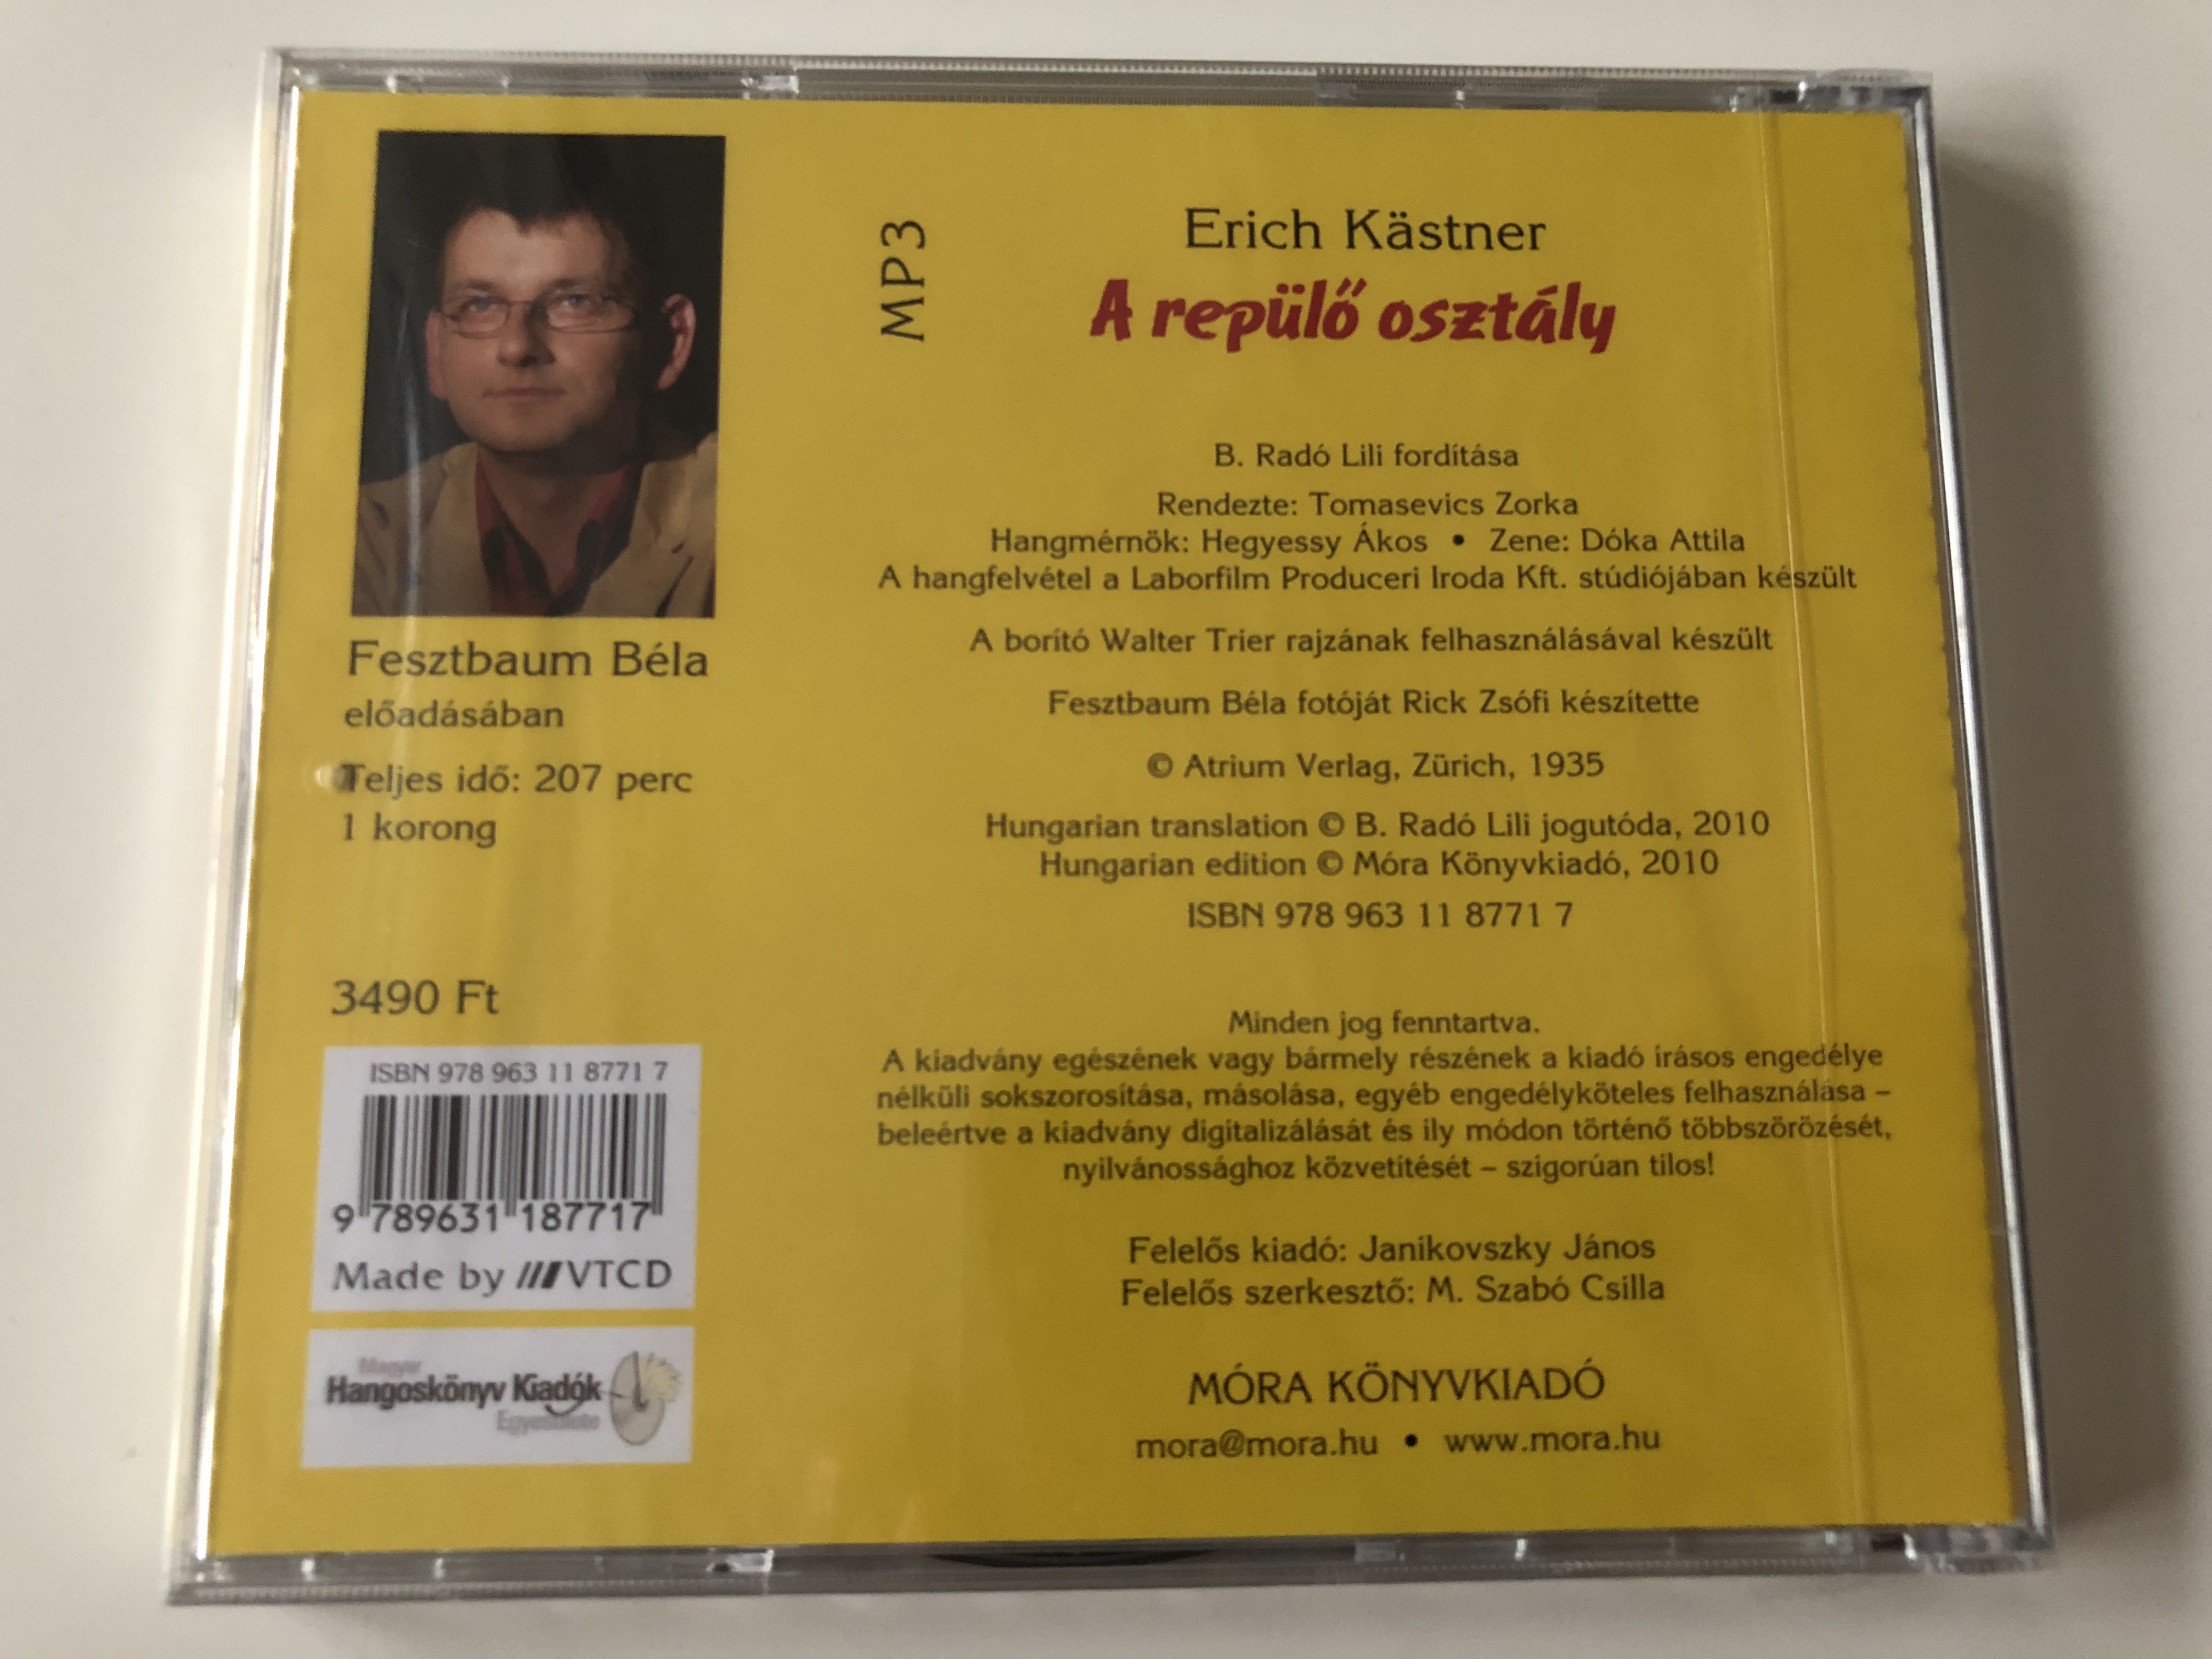 Fesztbaum Béla
előadásában
Teljes idő: 207 perc
1 korong
3490 Ft
ISBN 978 963 11 8771 7
9 789631 187717
Made by VTCD
Magyar
Hangoskönyv Kiadók
Egyesülete
MP3
Erich Kästner
A repülő osztály
B. Radó Lili fordítása
Rendezte: Tomasevics Zorka
Hangmérnök: Hegyessy Ákos • Zene: Dóka Attila
A hangfelvétel a Laborfilm Produceri Iroda Kft. stúdiójában készült
A borító Walter Trier rajzának felhasználásával készült
Fesztbaum Béla fotóját Rick Zsófi készítette
© Atrium Verlag, Zürich, 1935
Hungarian translation © B. Radó Lili jogutóda, 2010
Hungarian edition © Móra Könyvkiadó, 2010
ISBN 978 963 11 8771 7
Minden jog fenntartva.
A kiadvány egészének vagy bármely részének a kiadó írásos engedélye
nélküli sokszorosítása, másolása, egyéb engedélyköteles felhasználása –
beleértve a kiadvány digitalizálását és ily módon történő többszörözését,
nyilvánossághoz közvetítését – szigorúan tilos!
Felelős kiadó: Janikovszky János
Felelős szerkesztő: M. Szabó Csilla
MÓRA KÖNYVKIADÓ
mora@mora.hu • www.mora.hu